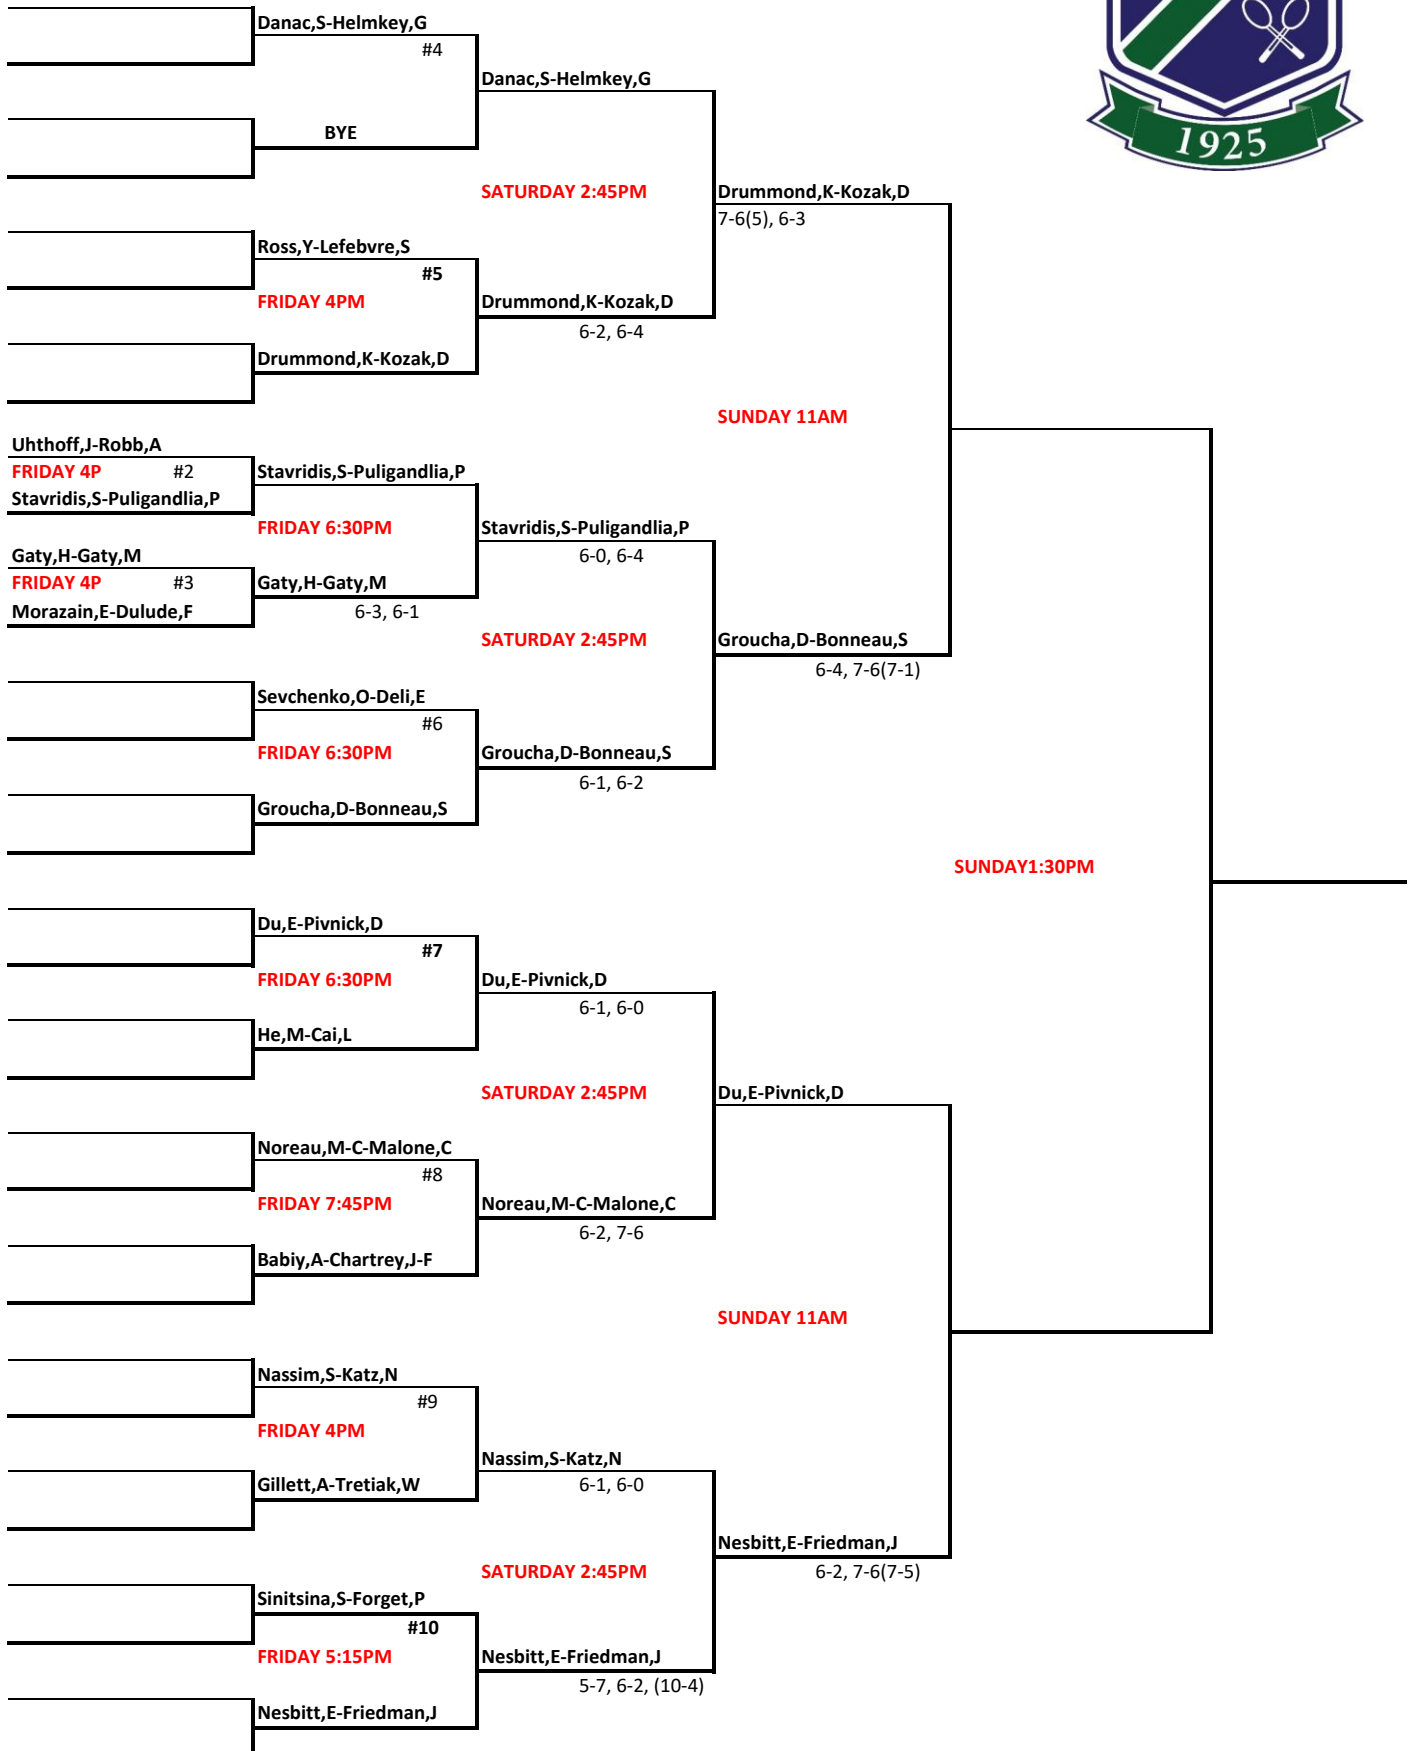 Danac,S-Helmkey,G
#4
Danac,S-Helmkey,G
BYE
1925
SATURDAY 2:45PM
Drummond,K-Kozak,D
7-6(5), 6-3
Ross,Y-Lefebvre,S
#5
FRIDAY 4PM
Drummond,K-Kozak,D
6-2, 6-4
Drummond,K-Kozak,D
SUNDAY 11AM
Uhthoff,J-Robb,A
FRIDAY 4P #2
Stavridis,S-Puligandlia,P
Stavridis,S-Puligandlia,P
FRIDAY 6:30PM
Stavridis,S-Puligandlia,P
6-0, 6-4
Gaty,H-Gaty,M
FRIDAY 4P #3
Gaty,H-Gaty,M
Morazain,E-Dulude,F
6-3, 6-1
SATURDAY 2:45PM
Groucha,D-Bonneau,S
6-4, 7-6(7-1)
Sevchenko,O-Deli,E
#6
FRIDAY 6:30PM
Groucha,D-Bonneau,S
6-1, 6-2
Groucha,D-Bonneau,S
SUNDAY1:30PM
Du,E-Pivnick,D
#7
FRIDAY 6:30PM
Du,E-Pivnick,D
6-1, 6-0
He,M-Cai,L
SATURDAY 2:45PM
Du,E-Pivnick,D
Noreau,M-C-Malone,C
#8
FRIDAY 7:45PM
Noreau,M-C-Malone,C
6-2, 7-6
Babiy,A-Chartrey,J-F
SUNDAY 11AM
Nassim,S-Katz,N
#9
FRIDAY 4PM
Nassim,S-Katz,N
6-1, 6-0
Gillett,A-Tretiak,W
Nesbitt,E-Friedman,J
6-2, 7-6(7-5)
SATURDAY 2:45PM
Sinitsina,S-Forget,P
#10
FRIDAY 5:15PM
Nesbitt,E-Friedman,J
5-7, 6-2, (10-4)
Nesbitt,E-Friedman,J